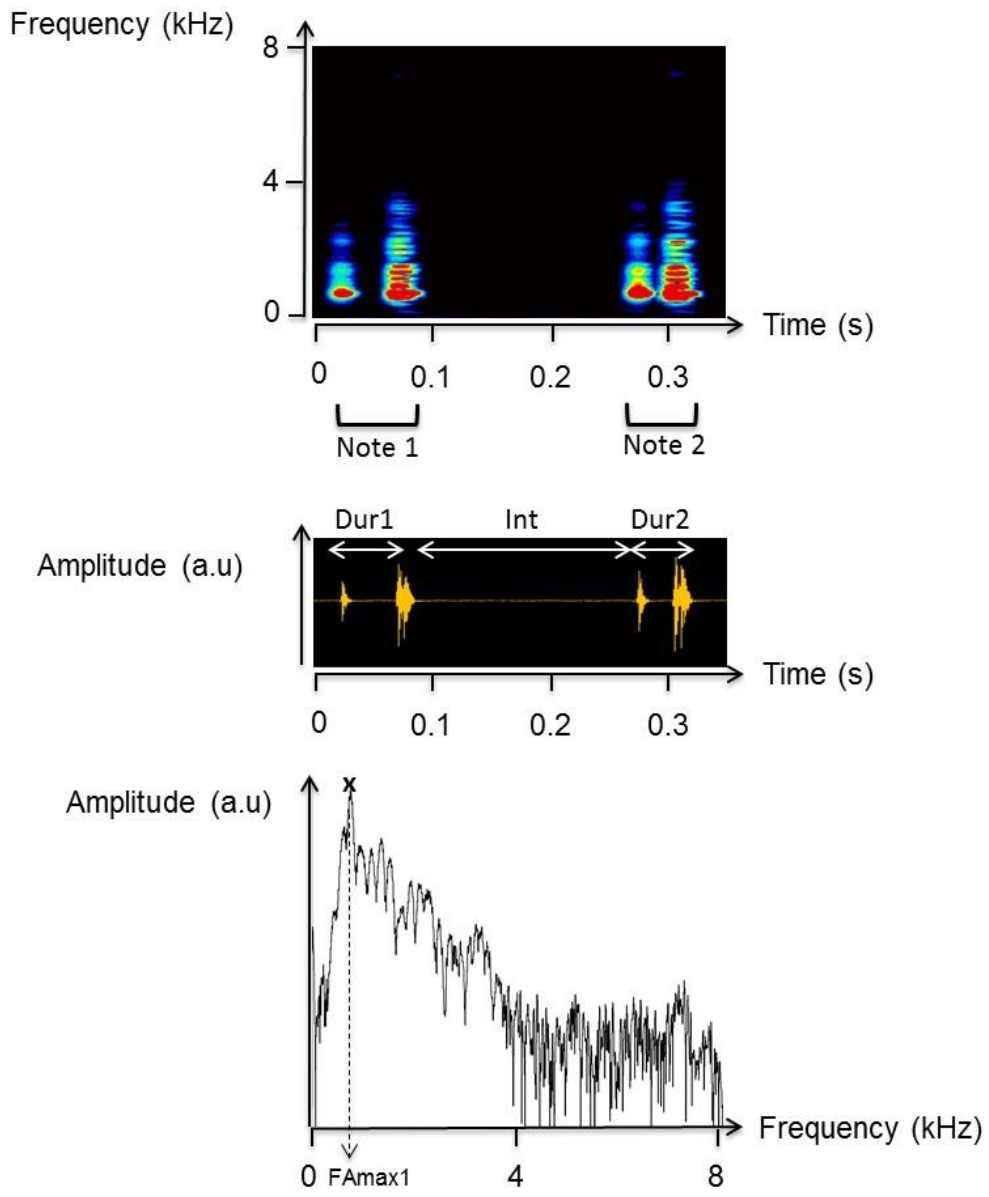 Frequency (kHz)
8
4
0
Time (s)
0 0.1 0.2 0.3
Note 1 Note 2
Dur1 Int Dur2
Amplitude (a.u)
Time (s)
0 0.1 0.2 0.3
x
Amplitude (a.u)
Frequency (kHz)
0 FAmax1 4 8